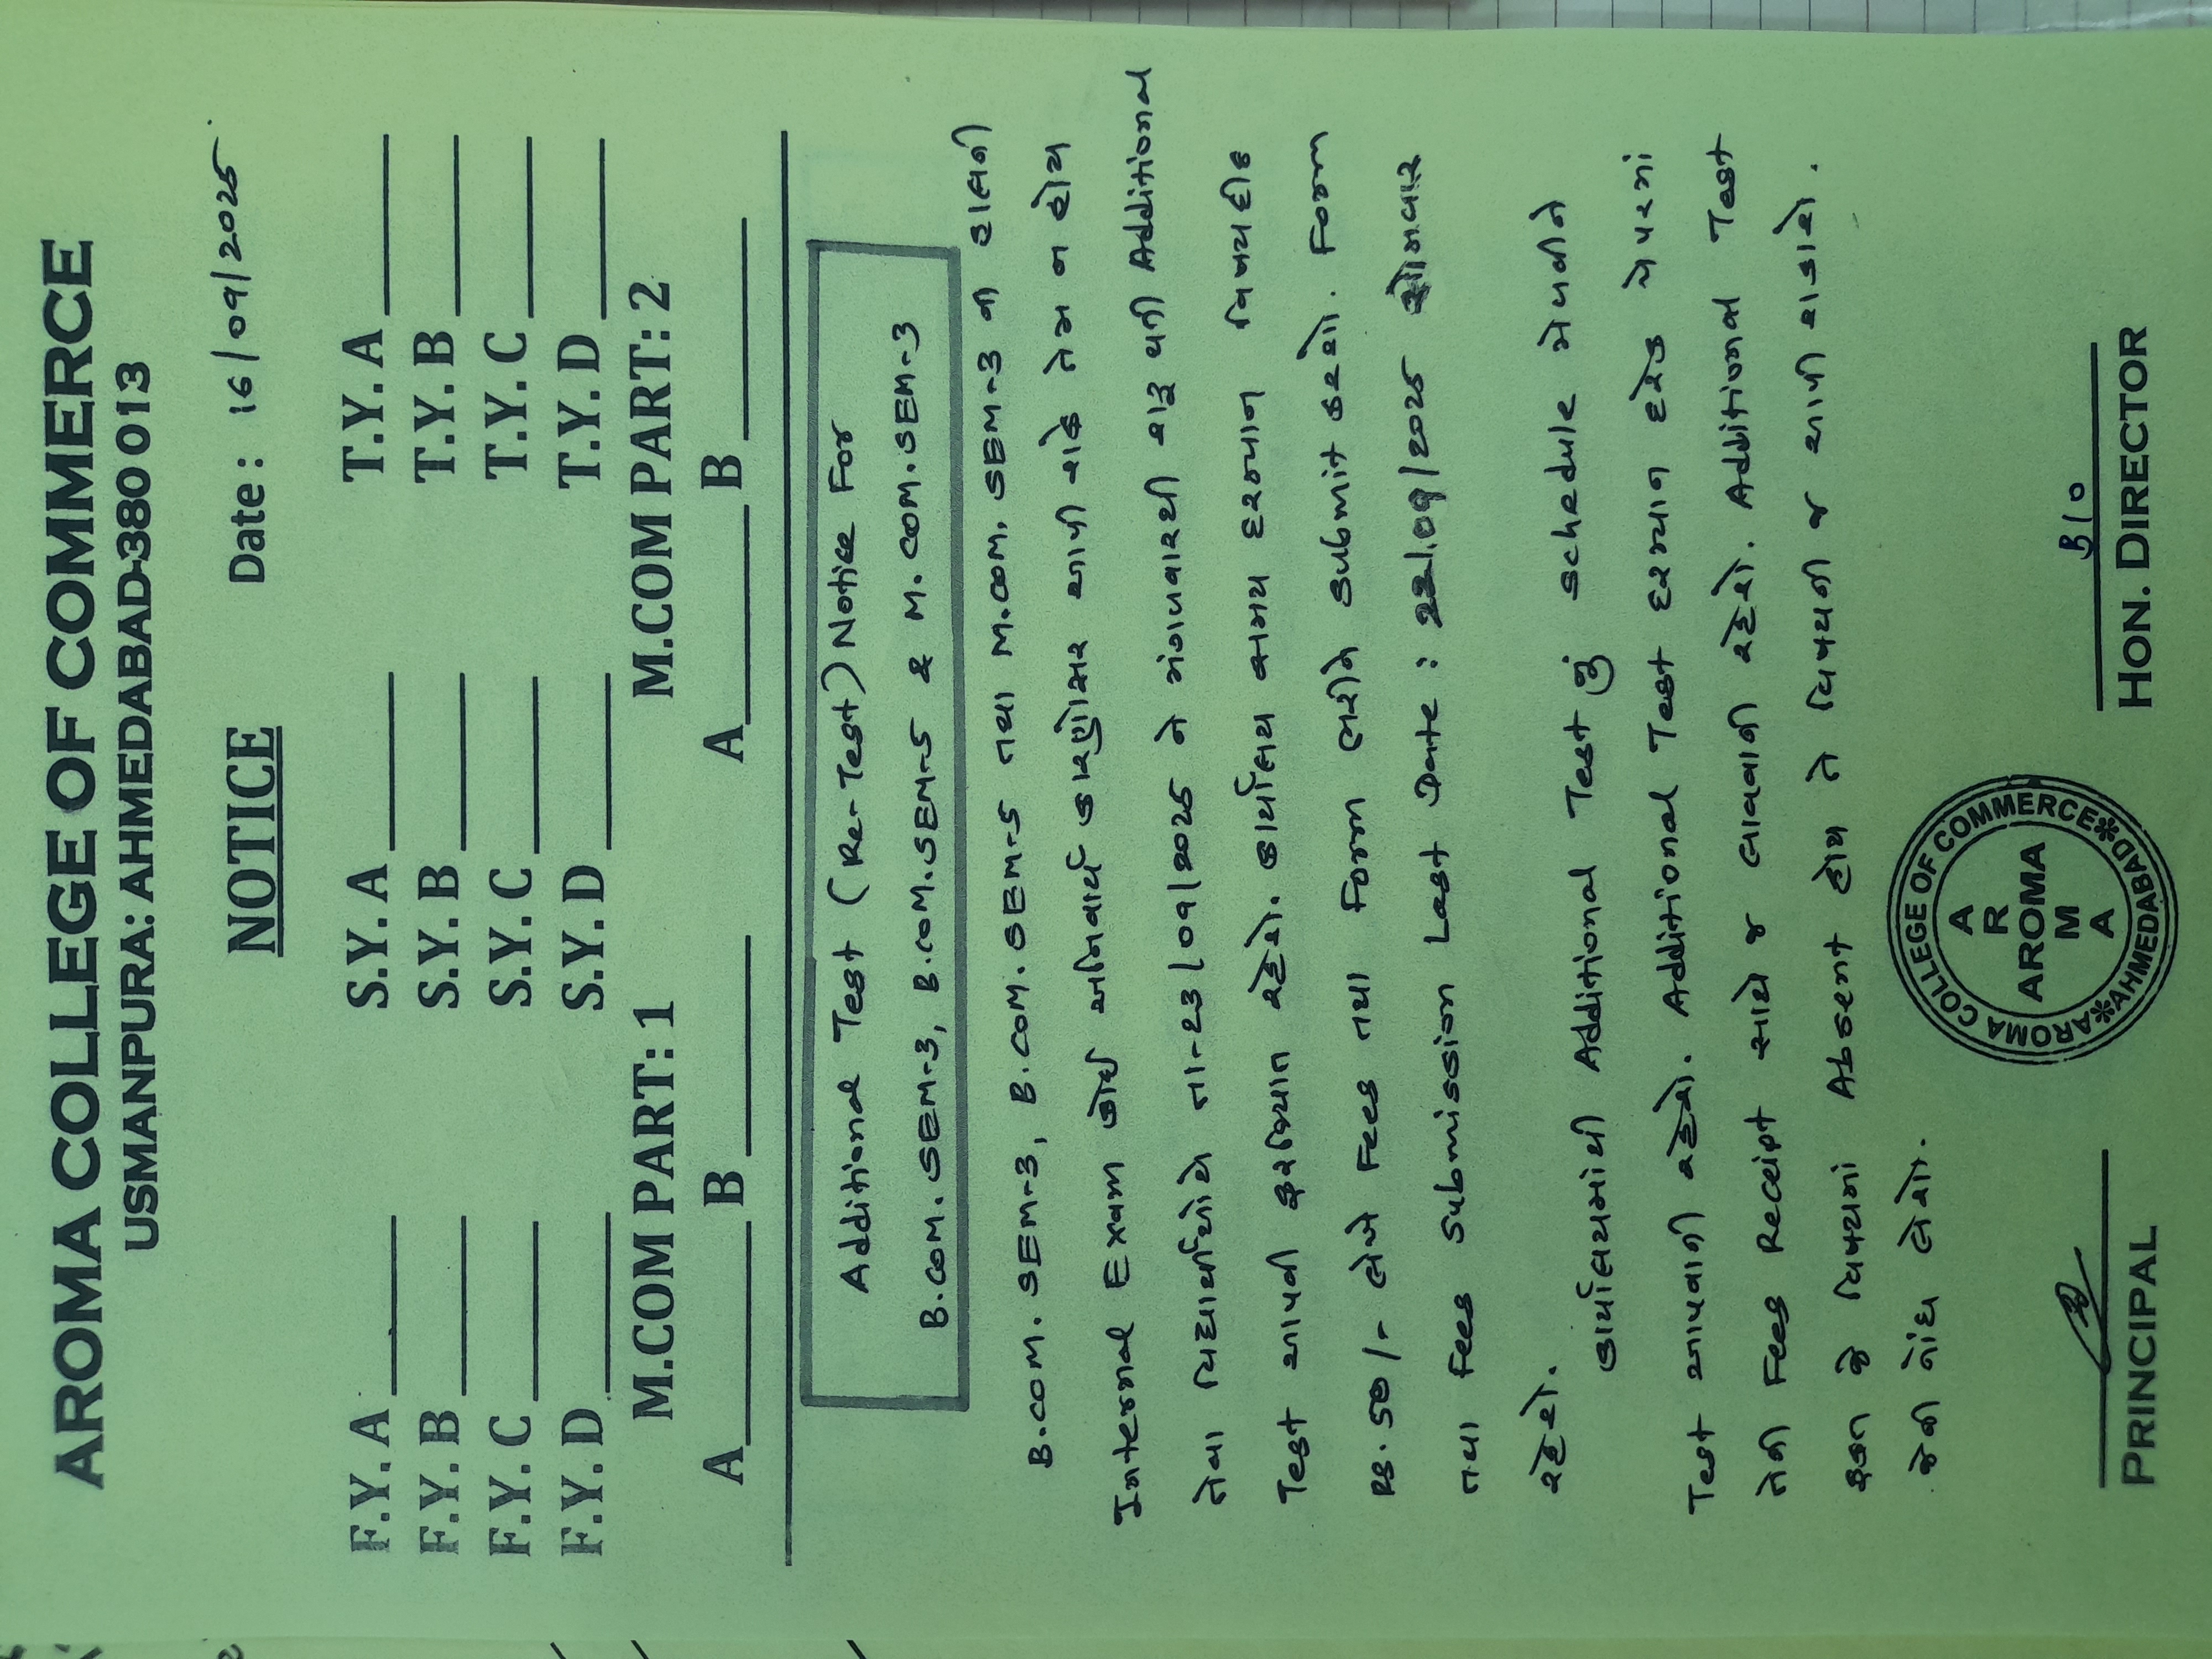 AROMA COLLEGE OF COMMERCE
USMANPURA: AHMEDABAD-380 013
NOTICE Date: 16/09/2025
F.Y. A S.Y. A T.Y. A
F.Y. B S.Y. B T.Y. B
F.Y. C S.Y. C T.Y. C
F.Y. D S.Y. D T.Y. D
M.COM PART: 1 M.COM PART: 2
A B A B
Additional Test (Re-Test) Notice For
B.COM.SEM-3, B.COM.SEM-5 & M.COM.SEM-3
B.COM. SEM-3, B.COM. SEM-5 તથા M.COM. SEM-3 ની હાલની
Internal Exam કોઈ અનિવાર્ય કારણોસર આપી શકે તેમ ન હોય
તેવા વિદ્યાર્થીઓએ તા-23/09/2025 ને મંગળવારથી શરૂ થતી Additional
Test આપવી ફરજિયાત રહેશે. કાર્યાલય સમય દરમ્યાન વિષય દીઠ
RS. 50/- લેખે Fees તથા Form ભરીને submit કરશો. Form
તથા Fees Submission Last Date: 22/09/2025 સોમવાર
રહેશે.
કાર્યાલયમાંથી Additional Test નું schedule મેળવીને
Test આપવાની રહેશે. Additional Test દરમ્યાન દરેક પેપરમાં
તેની Fees Receipt સાથે જ લાવવાની રહેશે. Additional Test
ફક્ત જે વિષયમાં Absent હોય તે વિષયની જ આપી શકાશે.
જેની નોંધ લેશો.
AROMA COLLEGE OF COMMERCE
A
R
AROMA
M
A
*AHMEDABAD*
PRINCIPAL HON. DIRECTOR